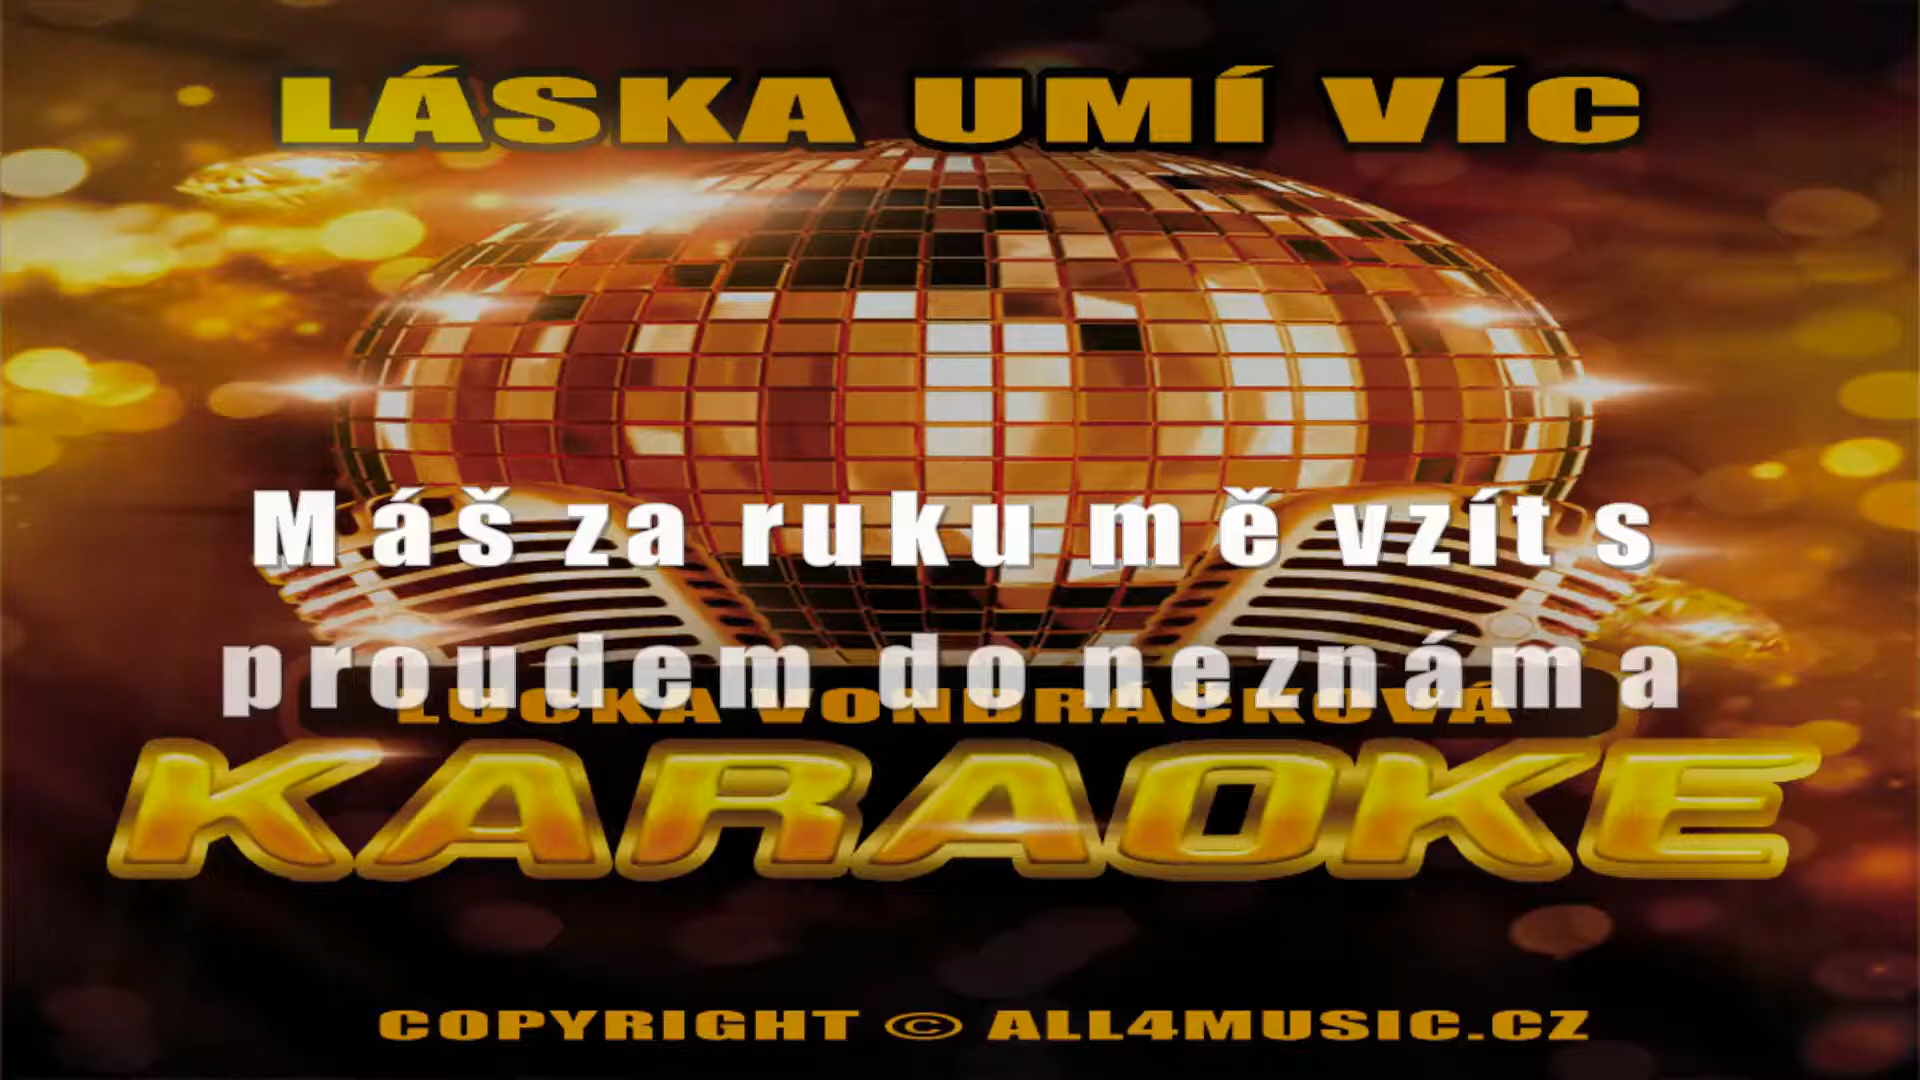 LÁSKA UMÍ VÍC
Máš za ruku mě vzít s
proudem do neznáma
LUCKA VONDRÁČKOVÁ
KARAOKE
COPYRIGHT © ALL4MUSIC.CZ